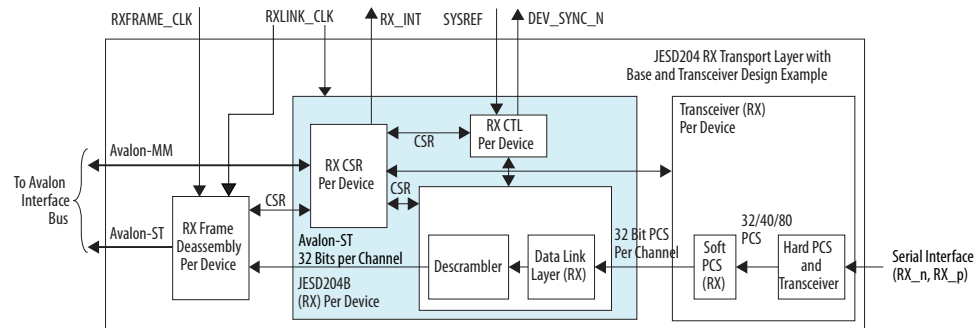 RXFRAME_CLK
RXLINK_CLK
RX_INT
SYSREF
DEV_SYNC_N
JESD204 RX Transport Layer with
Base and Transceiver Design Example
Transceiver (RX)
Per Device
RX CTL
Per Device
CSR
RX CSR
Per Device
Avalon-MM
To Avalon
Interface
Bus
CSR
CSR
Avalon-ST
RX Frame
Deassembly
Per Device
Avalon-ST
32 Bits per Channel
JESD204B
(RX) Per Device
Descrambler
Data Link
Layer (RX)
32 Bit PCS
Per Channel
Soft
PCS
(RX)
32/40/80
PCS
Hard PCS
and
Transceiver
Serial Interface
(RX_n, RX_p)